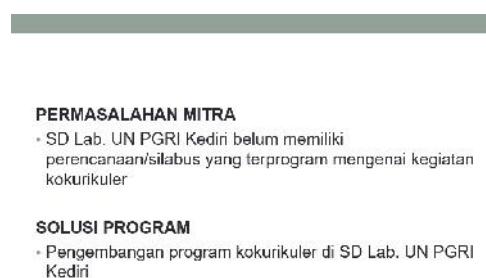 PERMASALAHAN MITRA
• SD Lab. UN PGRI Kediri belum memiliki
perencanaan/silabus yang terprogram mengenai kegiatan
kokurikuler
SOLUSI PROGRAM
• Pengembangan program kokurikuler di SD Lab. UN PGRI
Kediri